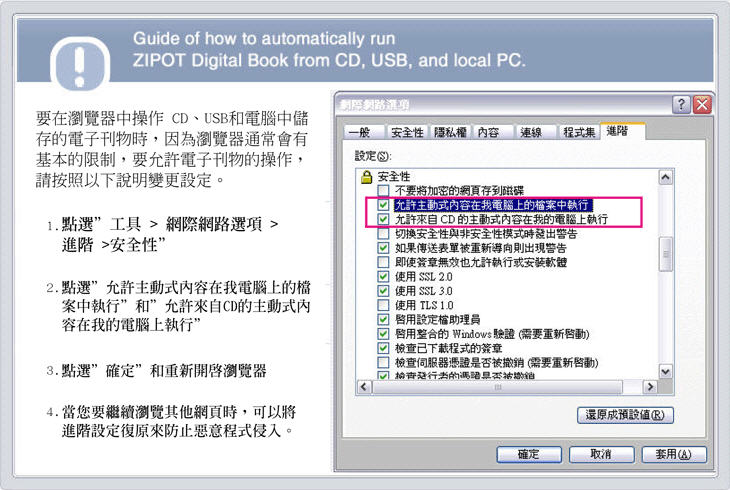 Guide of how to automatically run
ZIPOT Digital Book from CD, USB, and local PC.
要在瀏覽器中操作 CD、USB和電腦中儲
存的電子刊物時，因為瀏覽器通常會有
基本的限制，要允許電子刊物的操作，
請按照以下說明變更設定。
1. 點選”工具 > 網際網路選項 >
進階 >安全性”
2. 點選”允許主動式內容在我電腦上的檔
案中執行”和”允許來自CD的主動式內
容在我的電腦上執行”
3. 點選”確定”和重新開啓瀏覽器
4. 當您要繼續瀏覽其他網頁時，可以將
進階設定復原來防止惡意程式侵入。
網際網路選項
一般 安全性 隱私權 內容 連線 程式集 進階
設定(S):
安全性
不要將加密的網頁存到磁碟
允許主動式內容在我電腦上的檔案中執行
允許來自 CD 的主動式內容在我的電腦上執行
切換安全性與非安全性模式時發出警告
如果傳送表單被重新導向則出現警告
即使簽章無效也允許執行或安裝軟體
使用 SSL 2.0
使用 SSL 3.0
使用 TLS 1.0
啓用設定檔助理員
啓用整合的 Windows 驗證 (需要重新啓動)
檢查已下載程式的簽章
檢查伺服器憑證是否被撤銷 (需要重新啓動)
檢查發行者的憑證是否被撤銷
還原成預設值(R)
確定 取消 套用(A)